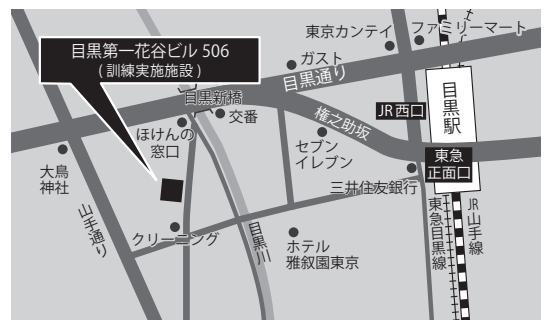 東京カンテイ
ファミリーマート
目黒第一花谷ビル 506
( 訓練実施施設 )
ガスト
目黒通り
目黒駅
目黒新橋
交番
権之助坂
JR西口
ほけんの
窓口
セブン
イレブン
東急
正面口
大鳥
神社
三井住友銀行
山手通り
クリーニング
目黒川
ホテル
雅叙園東京
東急目黒線
JR山手線